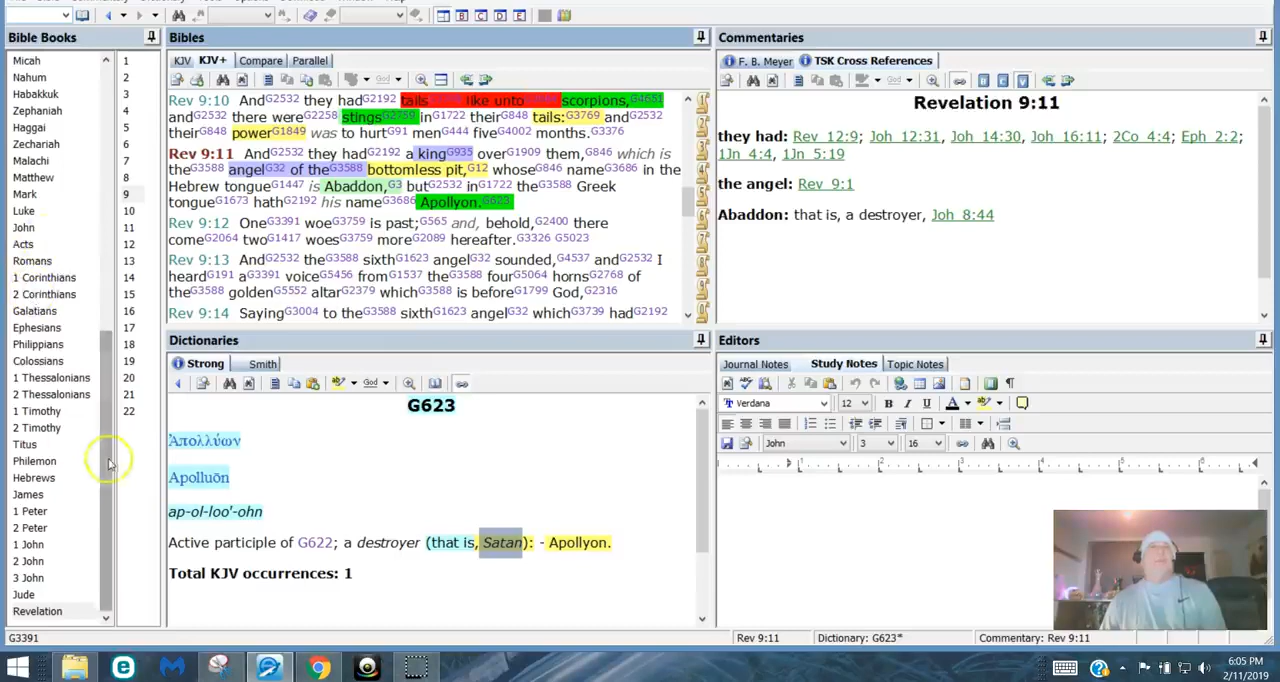 Bible Books
Micah
Nahum
Habakkuk
Zephaniah
Haggai
Zechariah
Malachi
Matthew
Mark
Luke
John
Acts
Romans
1 Corinthians
2 Corinthians
Galatians
Ephesians
Philippians
Colossians
1 Thessalonians
2 Thessalonians
1 Timothy
2 Timothy
Titus
Philemon
Hebrews
James
1 Peter
2 Peter
1 John
2 John
3 John
Jude
Revelation
1
2
3
4
5
6
7
8
9
10
11
12
13
14
15
16
17
18
19
20
21
22
Bibles
KJV KJV+ Compare Parallel
Rev 9:10 And G2532 they had G2192 tails like unto scorpions, G4651
and G2532 there were G2258 stings G2759 in G1722 their G848 tails: G3769 and G2532
their G848 power G1849 was to hurt G91 men G444 five G4002 months. G3376
Rev 9:11 And G2532 they had G2192 a king G935 over G1909 them, G846 which is
the G3588 angel G32 of the G3588 bottomless pit, G12 whose G846 name G3686 in the
Hebrew tongue G1447 is Abaddon, G3 but G2532 in G1722 the G3588 Greek
tongue G1673 hath G2192 his name G3686 Apollyon. G623
Rev 9:12 One G3391 woe G3759 is past; G565 and, behold, G2400 there
come G2064 two G1417 woes G3759 more G2089 hereafter. G3326 G5023
Rev 9:13 And G2532 the G3588 sixth G1623 angel G32 sounded, G4537 and G2532 I
heard G191 a G3391 voice G5456 from G1537 the G3588 four G5064 horns G2768 of
the G3588 golden G5552 altar G2379 which G3588 is before G1799 God, G2316
Rev 9:14 Saying G3004 to the G3588 sixth G1623 angel G32 which G3739 had G2192
Commentaries
F. B. Meyer TSK Cross References
Revelation 9:11
they had: Rev 12:9; Joh 12:31, Joh 14:30, Joh 16:11; 2Co 4:4; Eph 2:2;
1Jn 4:4, 1Jn 5:19
the angel: Rev 9:1
Abaddon: that is, a destroyer, Joh 8:44
Dictionaries
Strong Smith
God
G623
Ἀπολλύων
Apolluōn
ap-ol-loo'-ohn
Active participle of G622; a destroyer (that is, Satan): - Apollyon.
Total KJV occurrences: 1
Editors
Journal Notes Study Notes Topic Notes
Verdana 12 B I U A
John 3 16
G3391
Rev 9:11 Dictionary: G623* Commentary: Rev 9:11
6:05 PM
2/11/2019